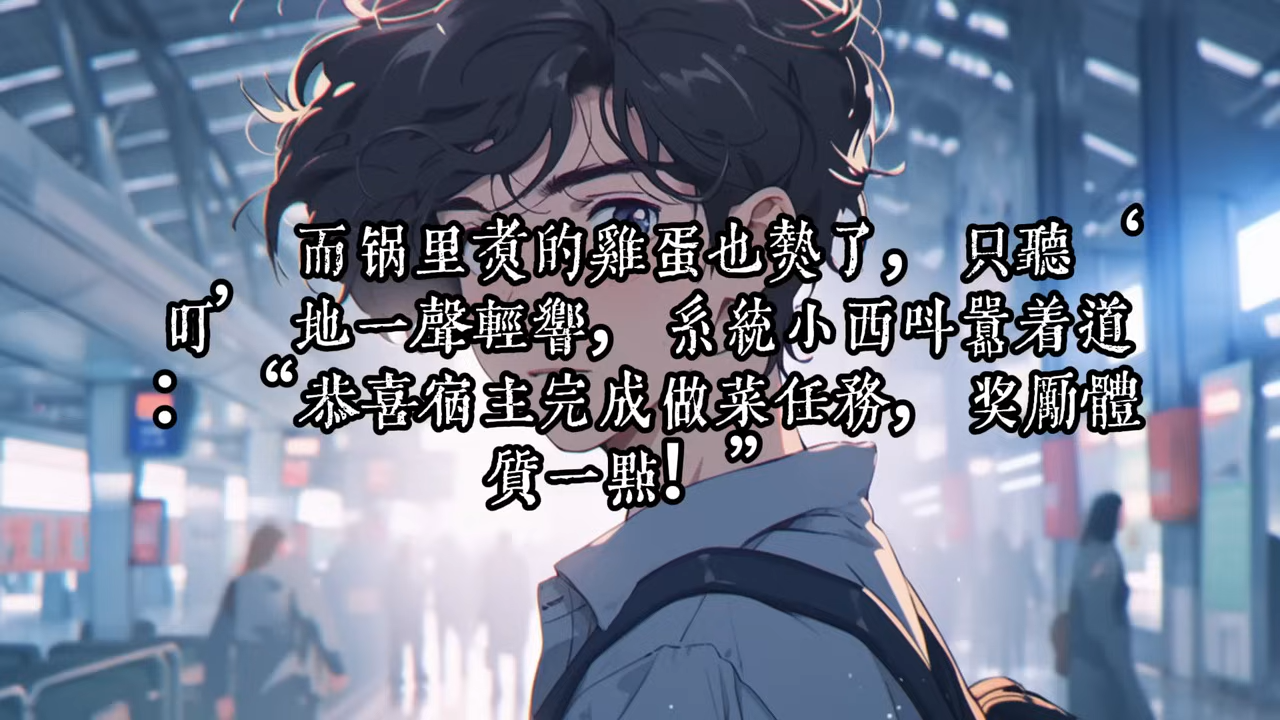 而锅里煮的雞蛋也熱了，只聽‘
叮’地一聲輕響，系統小西叫囂着道
：“恭喜宿主完成做菜任務，奖勵體
質一點！”